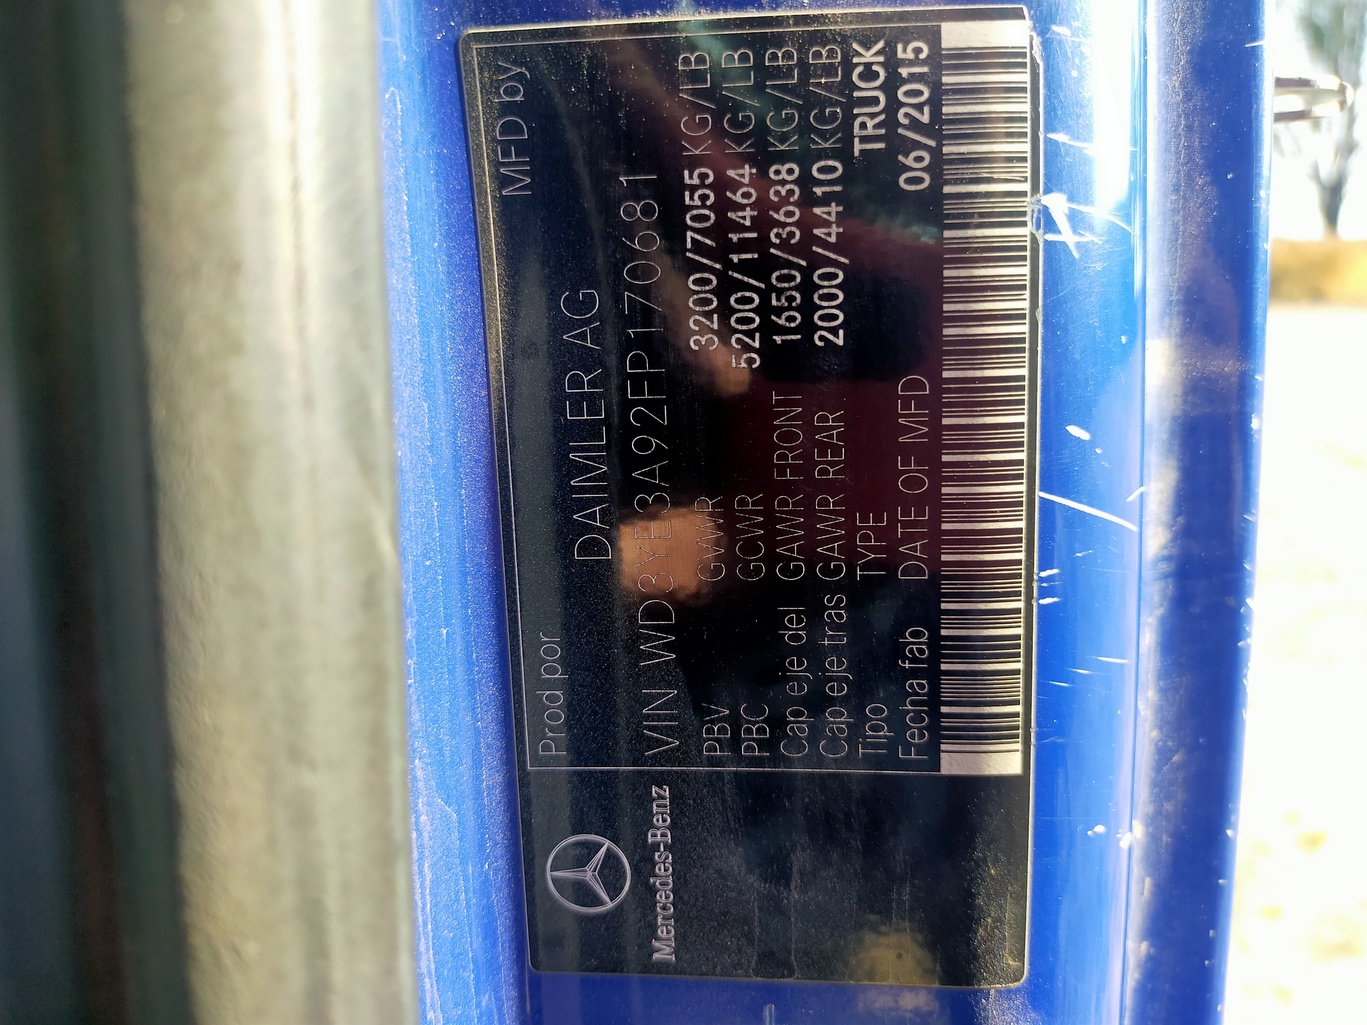 Prod por MFD by
DAIMLER AG
VIN WD3YE3A92FP170681
PBV GVWR 3200/7055 KG/LB
PBC GCWR 5200/11464 KG/LB
Cap eje del GAWR FRONT 1650/3638 KG/LB
Cap eje tras GAWR REAR 2000/4410 KG/LB
Tipo TYPE TRUCK
Fecha fab DATE OF MFD 06/2015
Mercedes-Benz